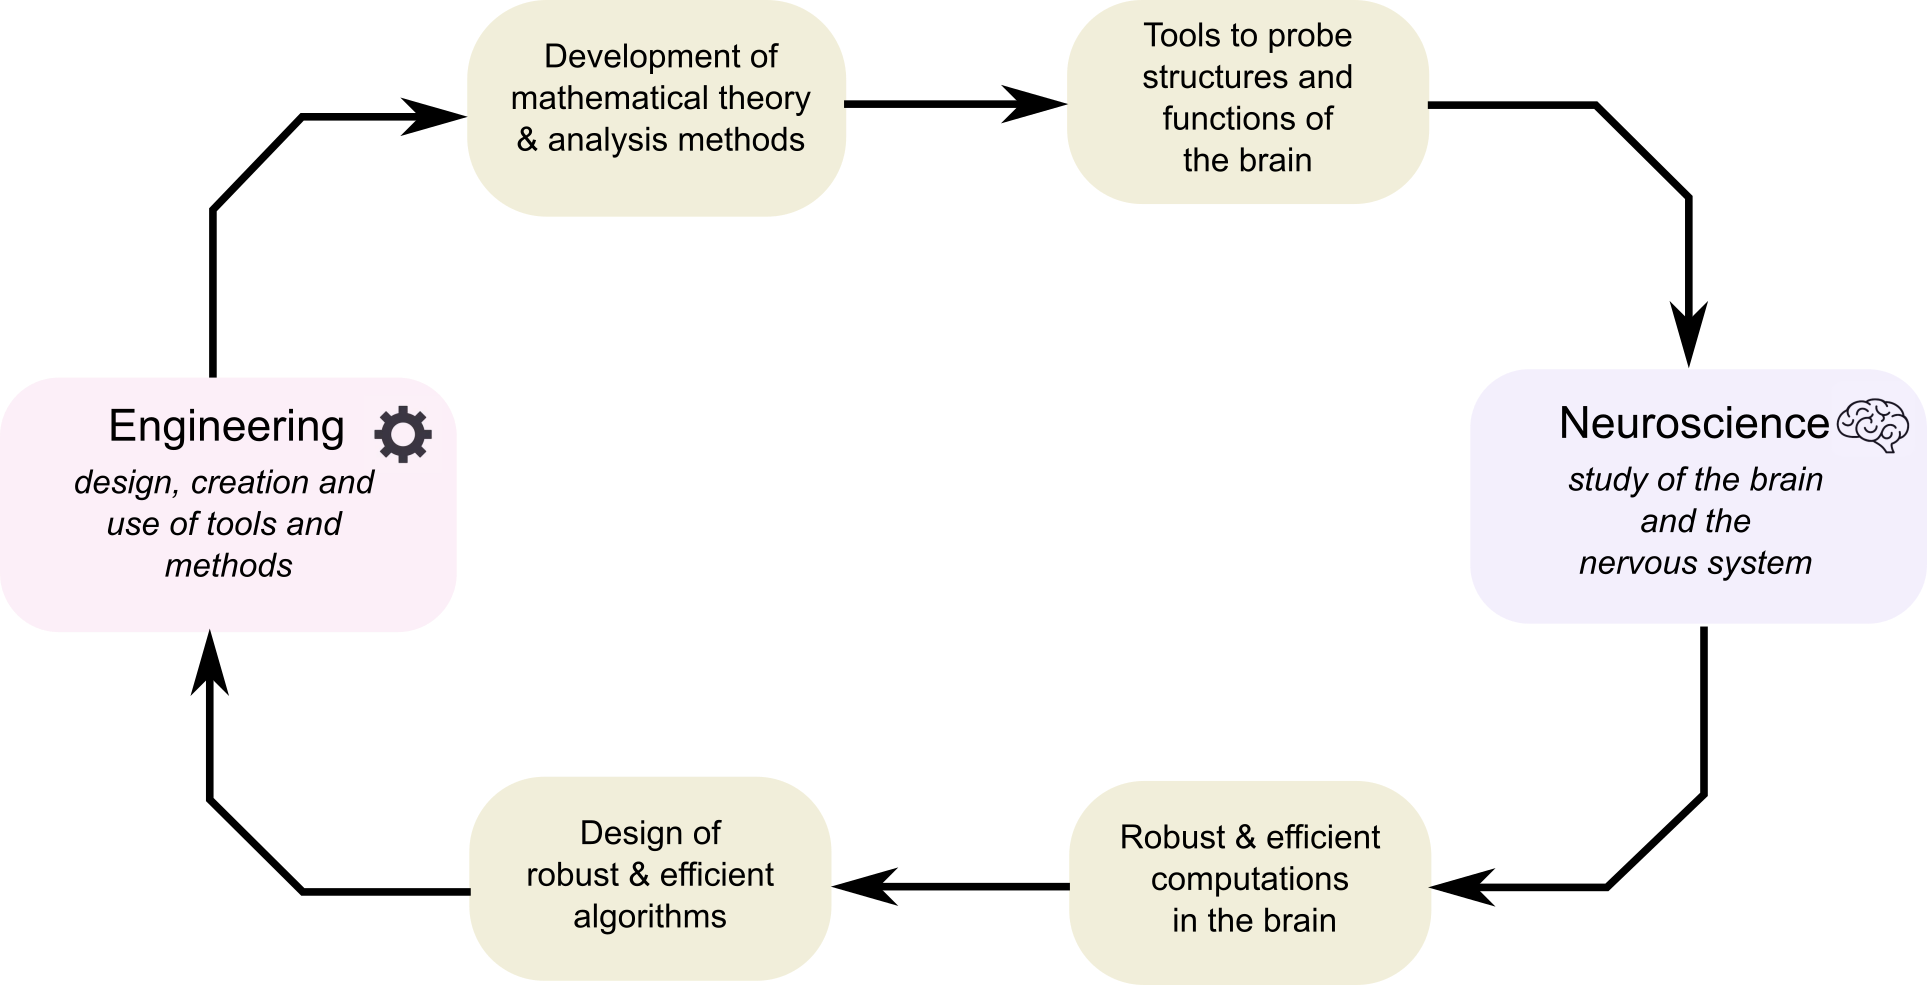 Development of
mathematical theory
& analysis methods
Tools to probe
structures and
functions of
the brain
Engineering
design, creation and
use of tools and
methods
Neuroscience
study of the brain
and the
nervous system
Design of
robust & efficient
algorithms
Robust & efficient
computations
in the brain